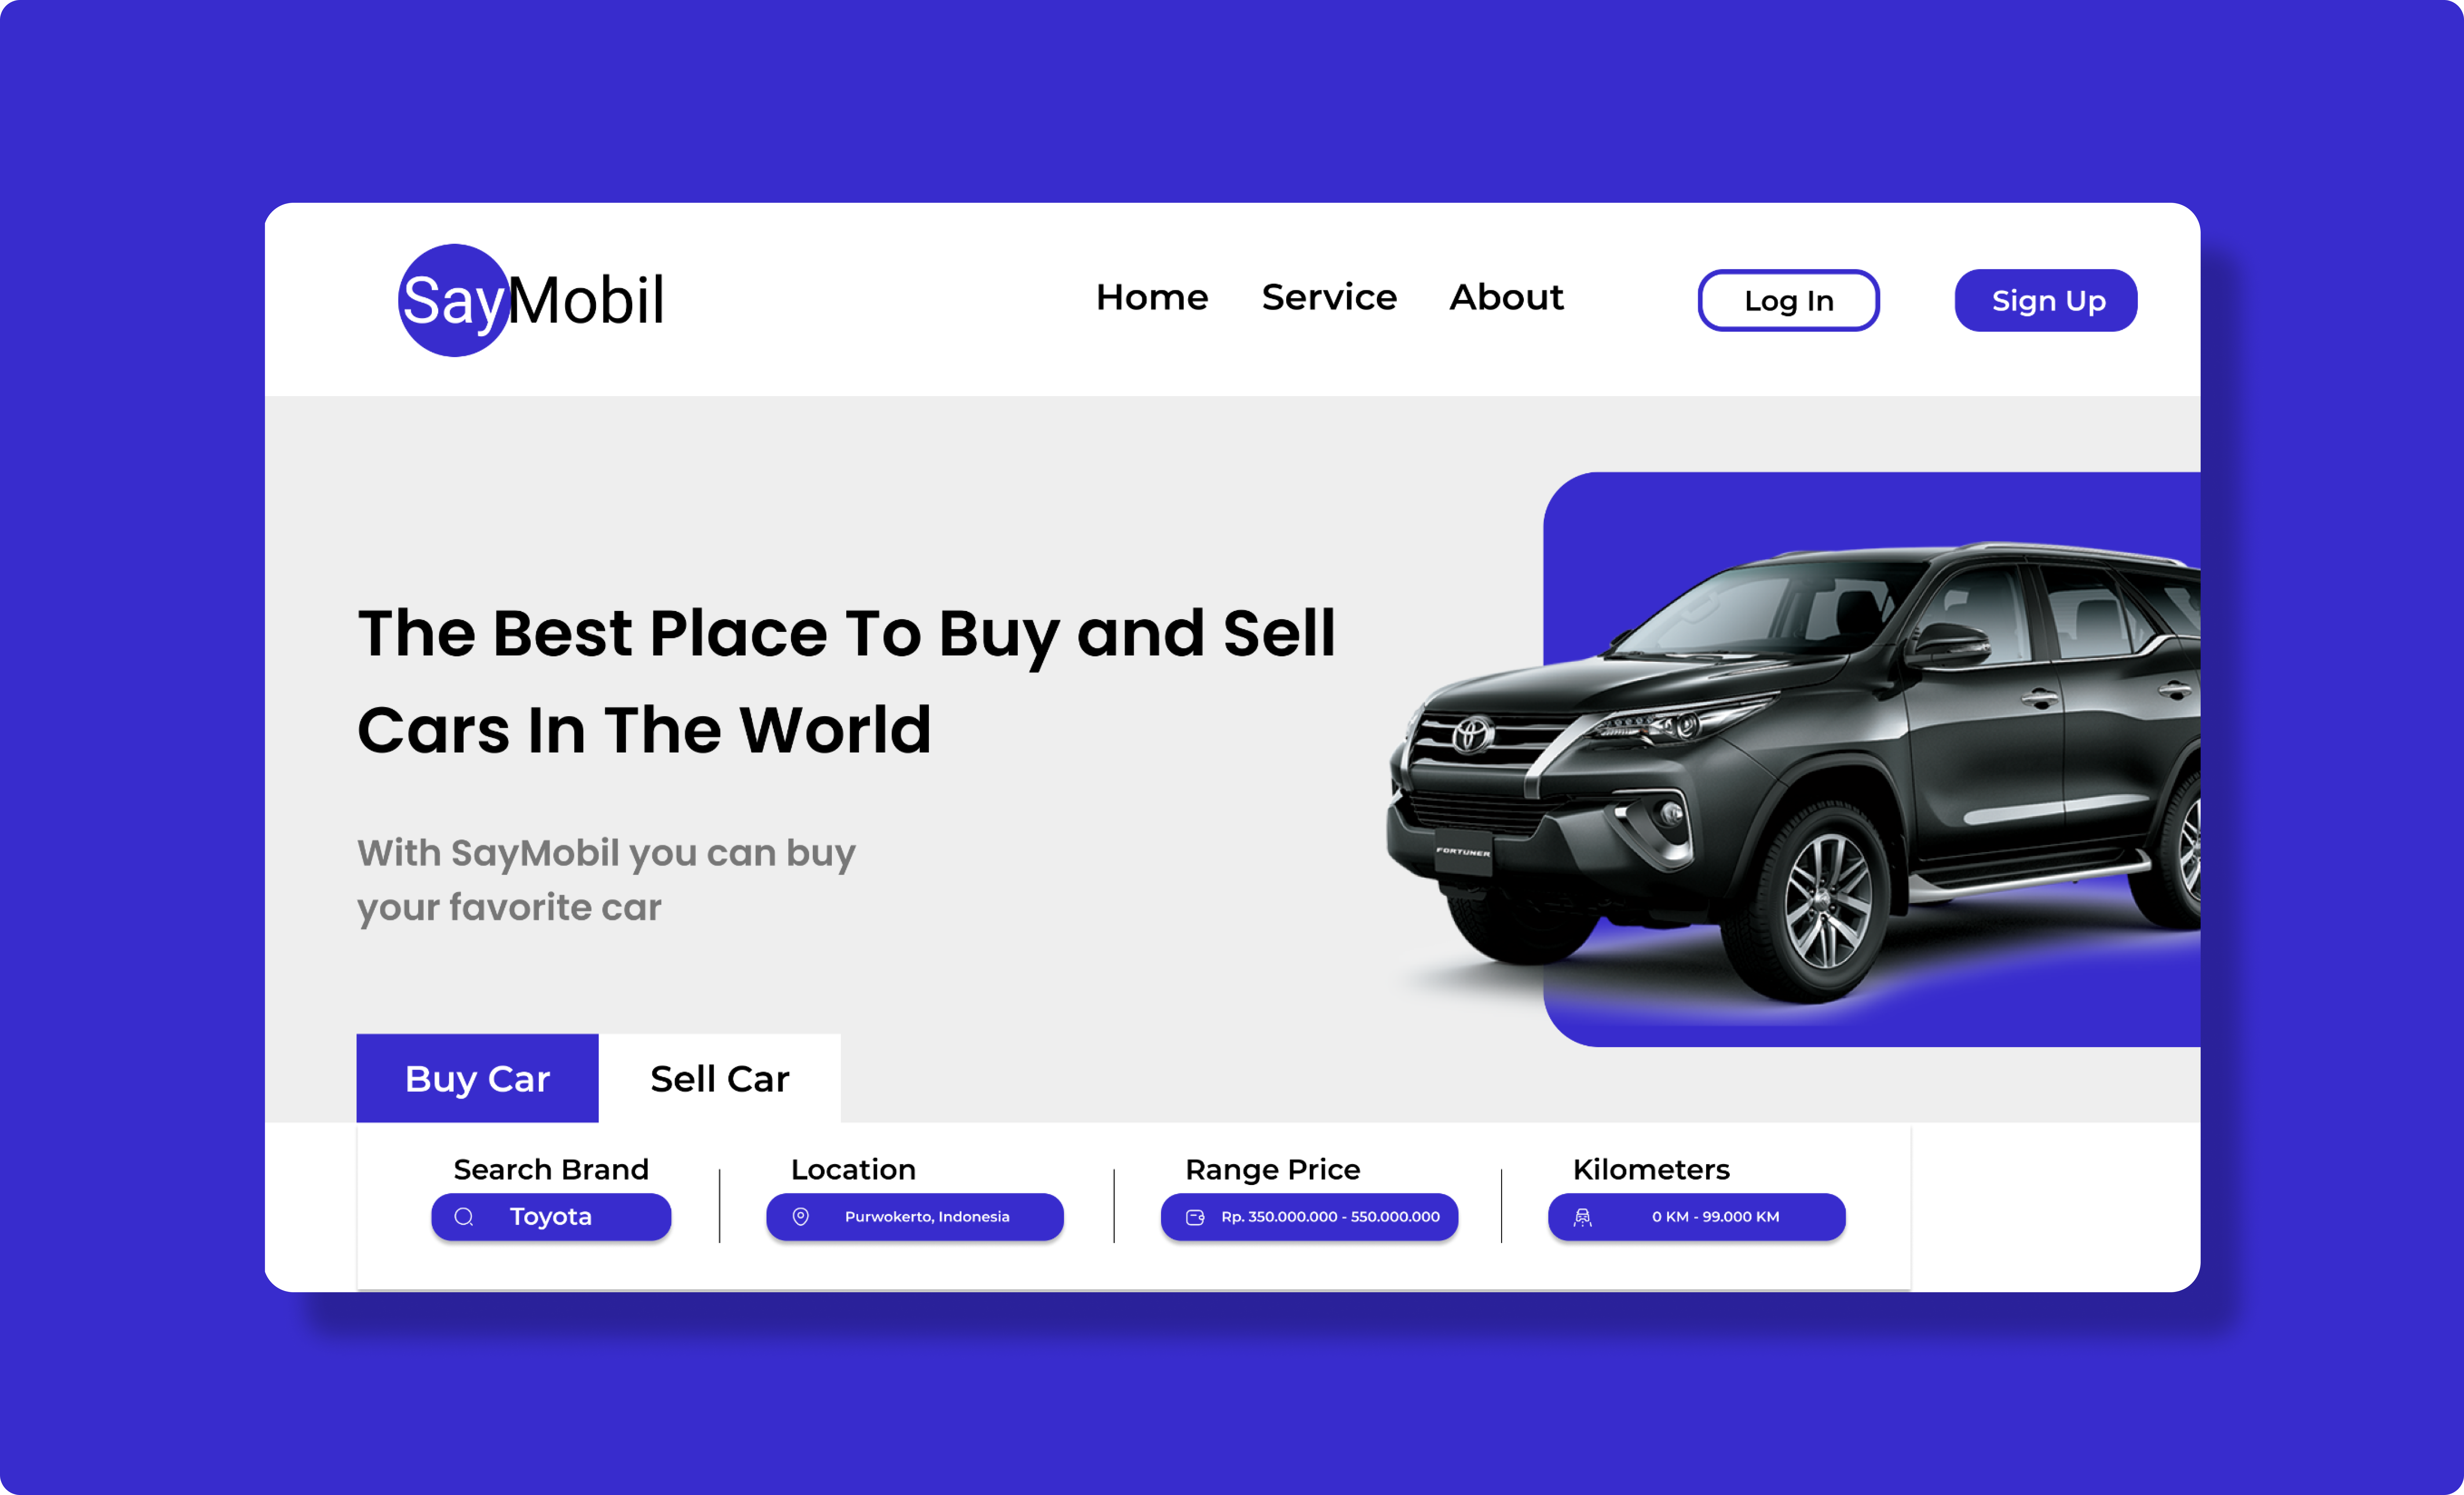 SayMobil
Home Service About Log In Sign Up
The Best Place To Buy and Sell
Cars In The World
With SayMobil you can buy
your favorite car
FORTUNER
Buy Car Sell Car
Search Brand Location Range Price Kilometers
Toyota Purwokerto, Indonesia Rp. 350.000.000 - 550.000.000 0 KM - 99.000 KM